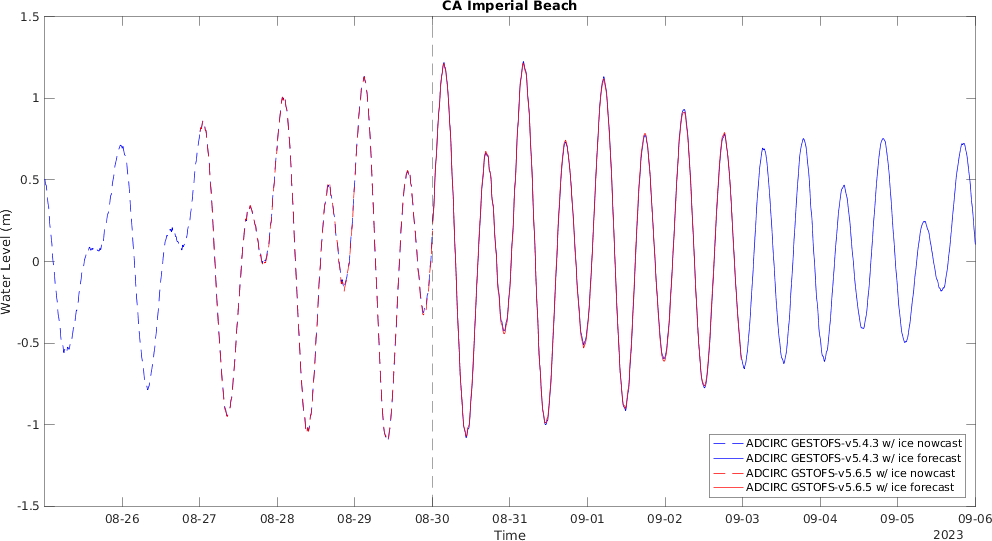 CA Imperial Beach
1.5
1
0.5
0
-0.5
-1
-1.5
Water Level (m)
08-26 08-27 08-28 08-29 08-30 08-31 09-01 09-02 09-03 09-04 09-05 09-06
Time
2023
ADCIRC GESTOFS-v5.4.3 w/ ice nowcast
ADCIRC GESTOFS-v5.4.3 w/ ice forecast
ADCIRC GSTOFS-v5.6.5 w/ ice nowcast
ADCIRC GSTOFS-v5.6.5 w/ ice forecast